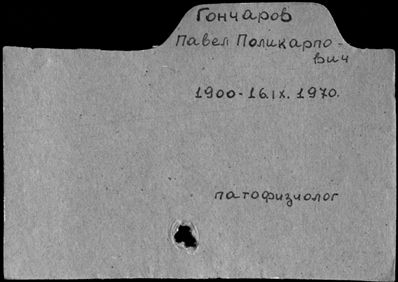 Гончаров
Павел Поликарпо-
вич
1900-16.IX.1970.
патофизиолог